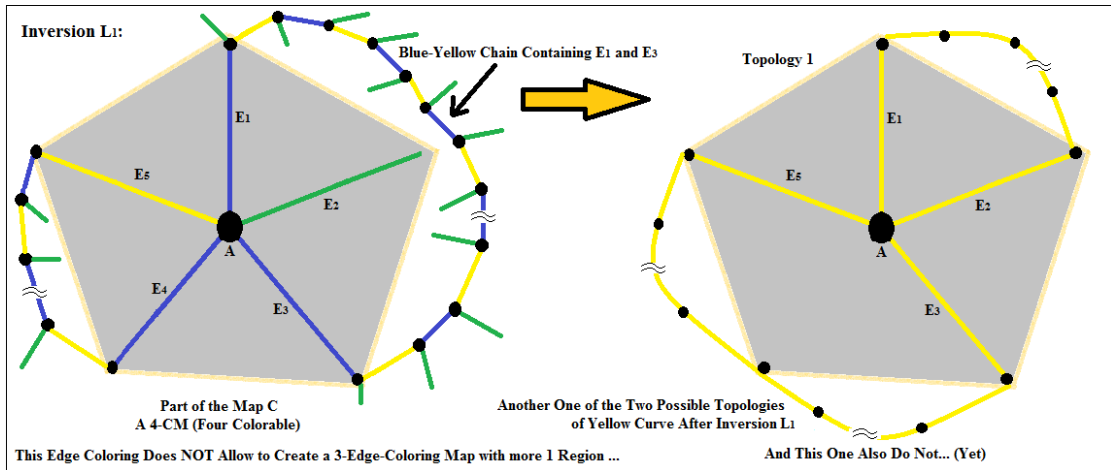 Inversion L1:
Blue-Yellow Chain Containing E1 and E3
Topology 1
E1
E1
E5
E2
E5
E2
A
A
E4
E3
E3
Part of the Map C
A 4-CM (Four Colorable)
Another One of the Two Possible Topologies
of Yellow Curve After Inversion L1
This Edge Coloring Does NOT Allow to Create a 3-Edge-Coloring Map with more 1 Region ...
And This One Also Do Not... (Yet)